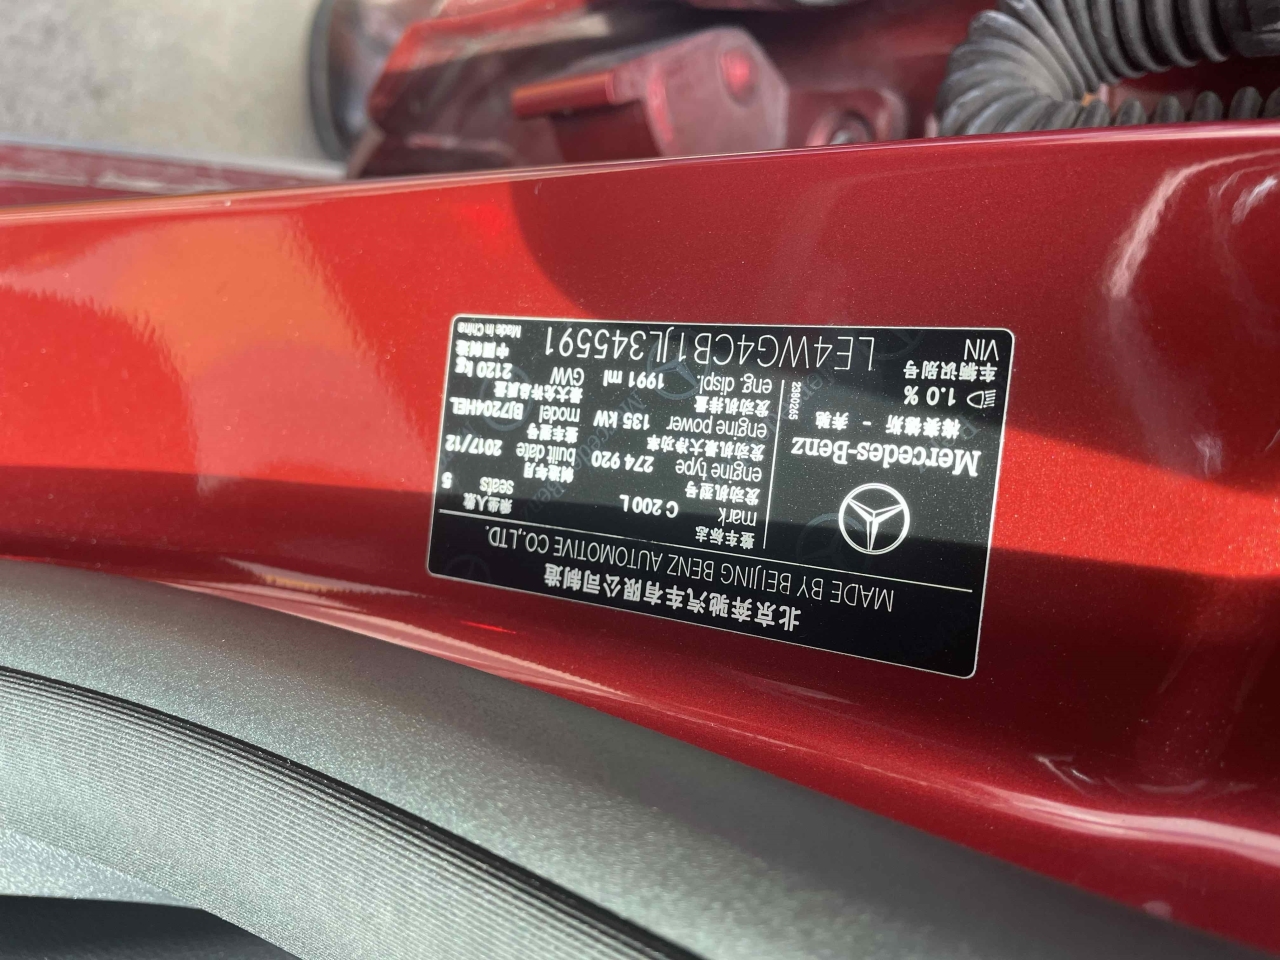 北京奔驰汽车有限公司制造
MADE BY BEIJING BENZ AUTOMOTIVE CO.,LTD.
Mercedes-Benz
梅赛德斯 - 奔驰
1.0 %
2380265
整车标志
mark C 200 L
发动机型号
engine type 274 920
发动机最大净功率
engine power 135 kW
发动机排量
eng. displ. 1991 ml
乘坐人数
seats 5
制造年月
built date 2017/12
整车型号
model BJ7204HEL
最大允许总质量
GVW 2120 kg
车辆识别号
VIN LE4WG4CB1JL345591
中国制造
Made in China